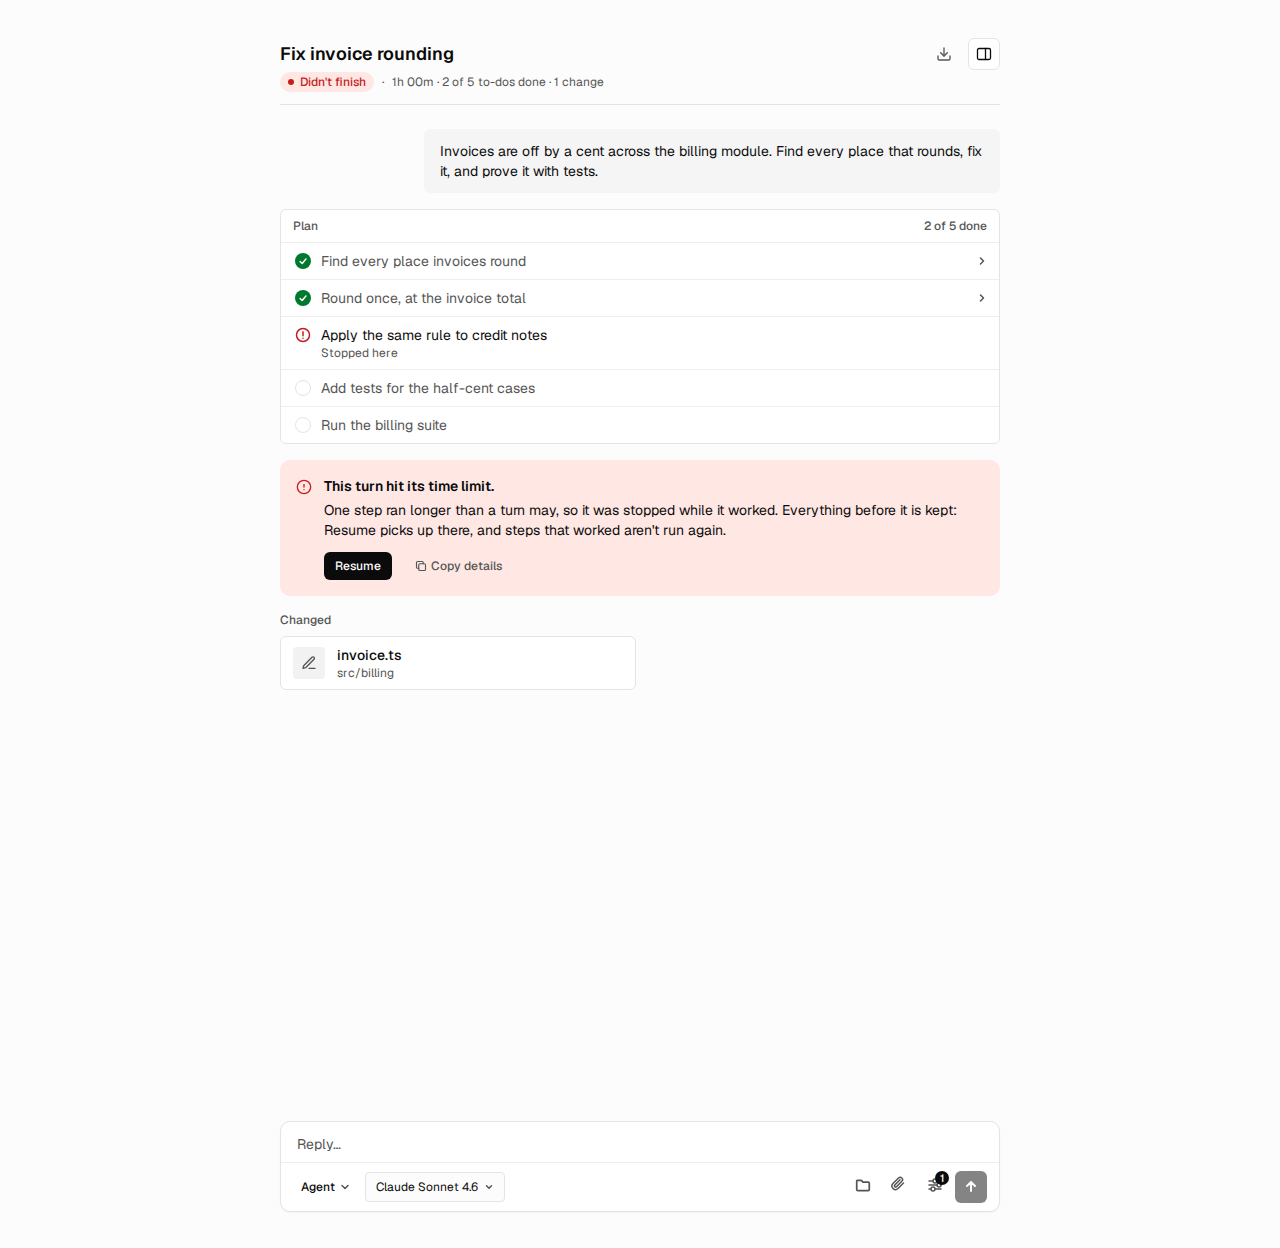 Fix invoice rounding
Didn't finish · 1h 00m · 2 of 5 to-dos done · 1 change
Invoices are off by a cent across the billing module. Find every place that rounds, fix
it, and prove it with tests.
Plan 2 of 5 done
Find every place invoices round
Round once, at the invoice total
Apply the same rule to credit notes
Stopped here
Add tests for the half-cent cases
Run the billing suite
This turn hit its time limit.
One step ran longer than a turn may, so it was stopped while it worked. Everything before it is kept:
Resume picks up there, and steps that worked aren't run again.
Resume Copy details
Changed
invoice.ts
src/billing
Reply...
Agent Claude Sonnet 4.6 1